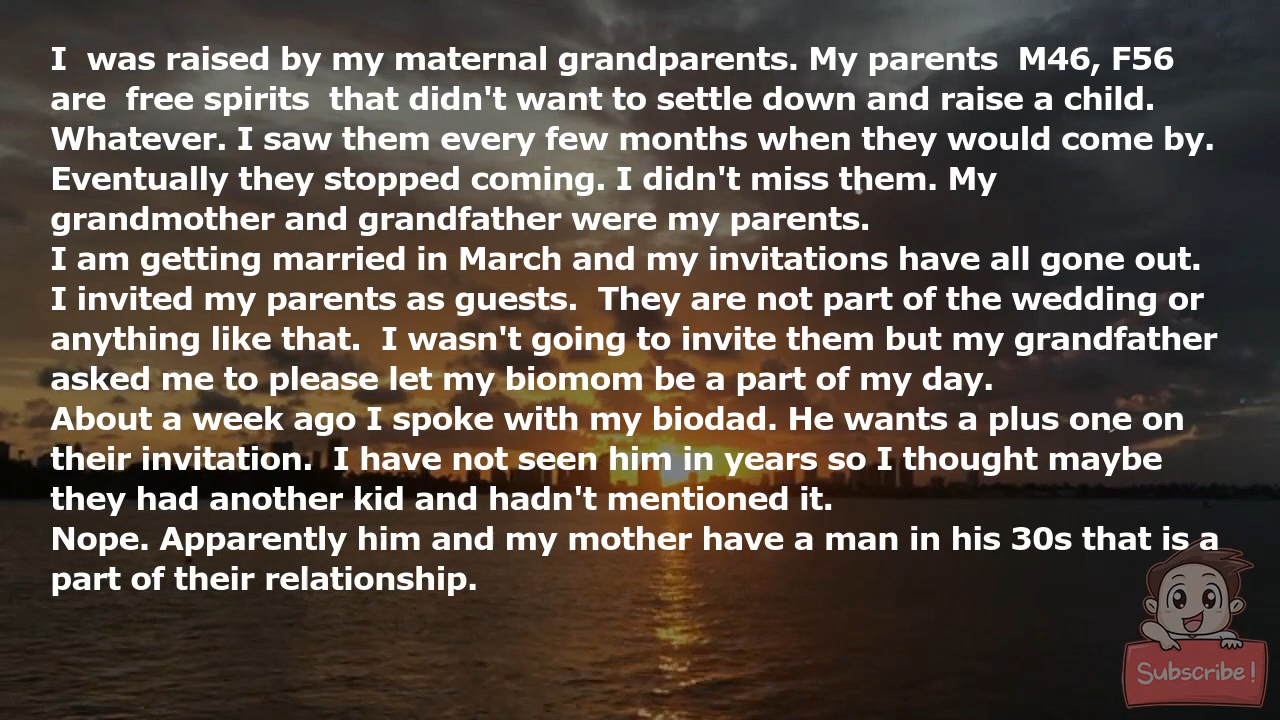 I  was raised by my maternal grandparents. My parents  M46, F56
are  free spirits  that didn't want to settle down and raise a child.
Whatever. I saw them every few months when they would come by.
Eventually they stopped coming. I didn't miss them. My
grandmother and grandfather were my parents.
I am getting married in March and my invitations have all gone out.
I invited my parents as guests.  They are not part of the wedding or
anything like that.  I wasn't going to invite them but my grandfather
asked me to please let my biomom be a part of my day.
About a week ago I spoke with my biodad. He wants a plus one on
their invitation.  I have not seen him in years so I thought maybe
they had another kid and hadn't mentioned it.
Nope. Apparently him and my mother have a man in his 30s that is a
part of their relationship.
Subscribe!